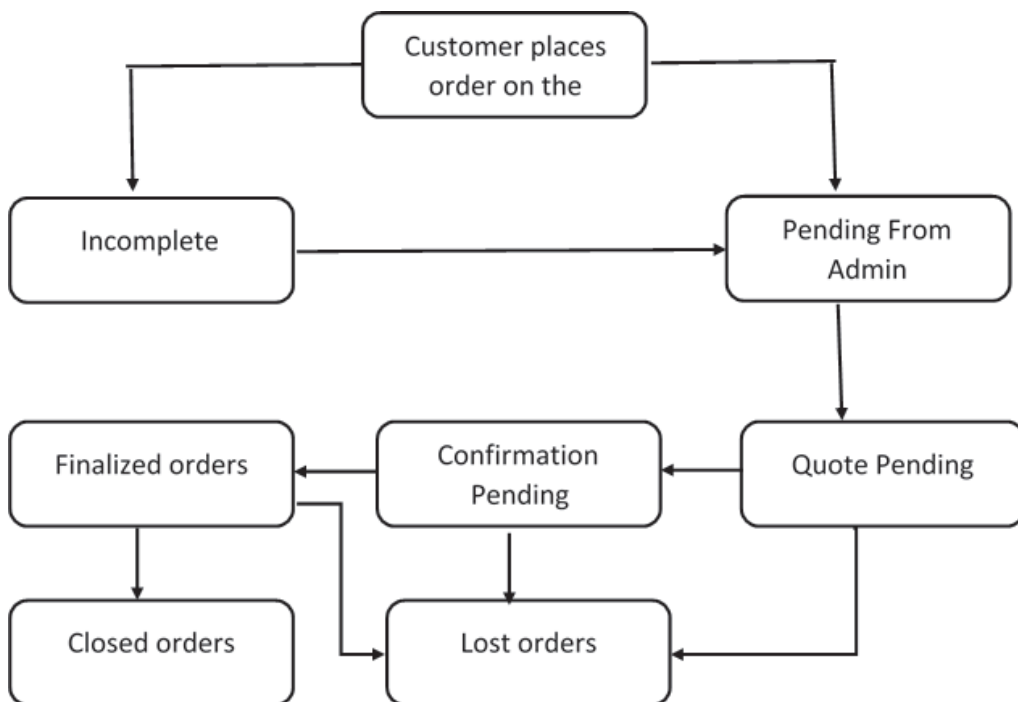 Customer places
order on the
Incomplete
Pending From
Admin
Finalized orders
Confirmation
Pending
Quote Pending
Closed orders
Lost orders